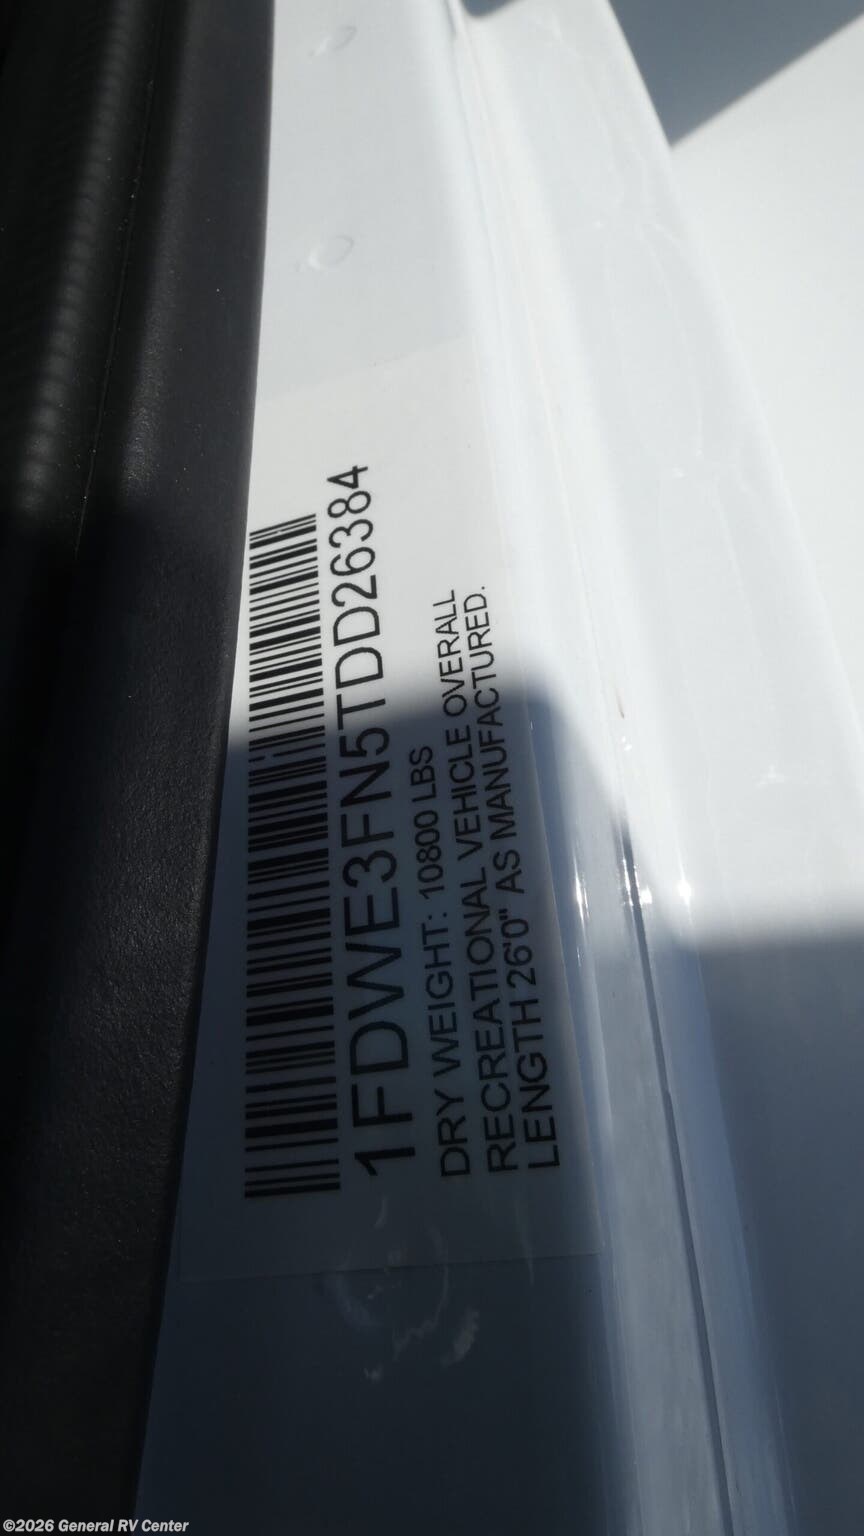 1FDWE3FN5TDD26384
DRY WEIGHT: 10800 LBS
RECREATIONAL VEHICLE OVERALL
LENGTH 26'0" AS MANUFACTURED.
©2026 General RV Center